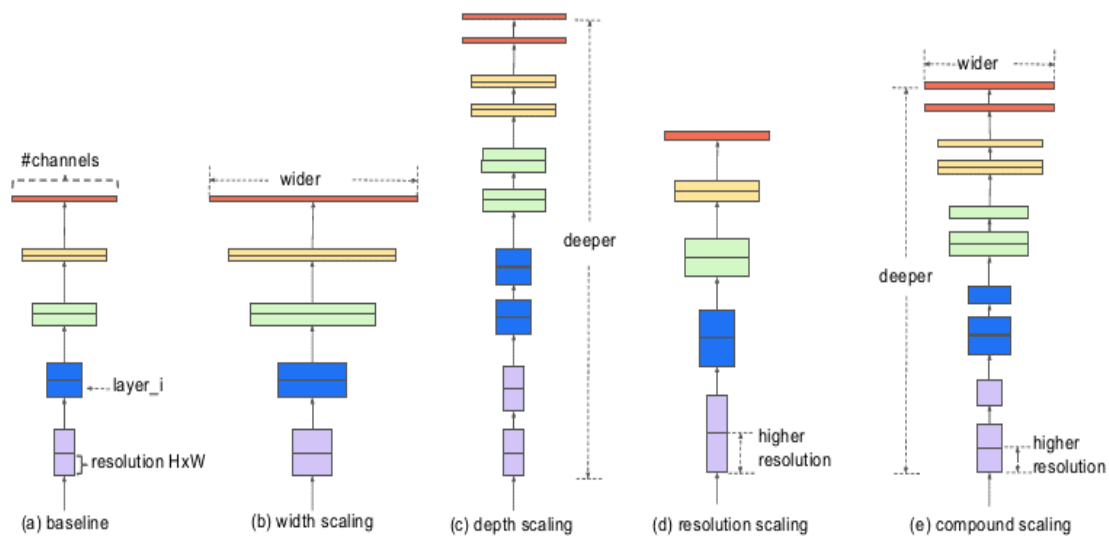 #channels
layer_i
resolution HxW
(a) baseline
wider
(b) width scaling
deeper
(c) depth scaling
higher
resolution
(d) resolution scaling
wider
deeper
higher
resolution
(e) compound scaling